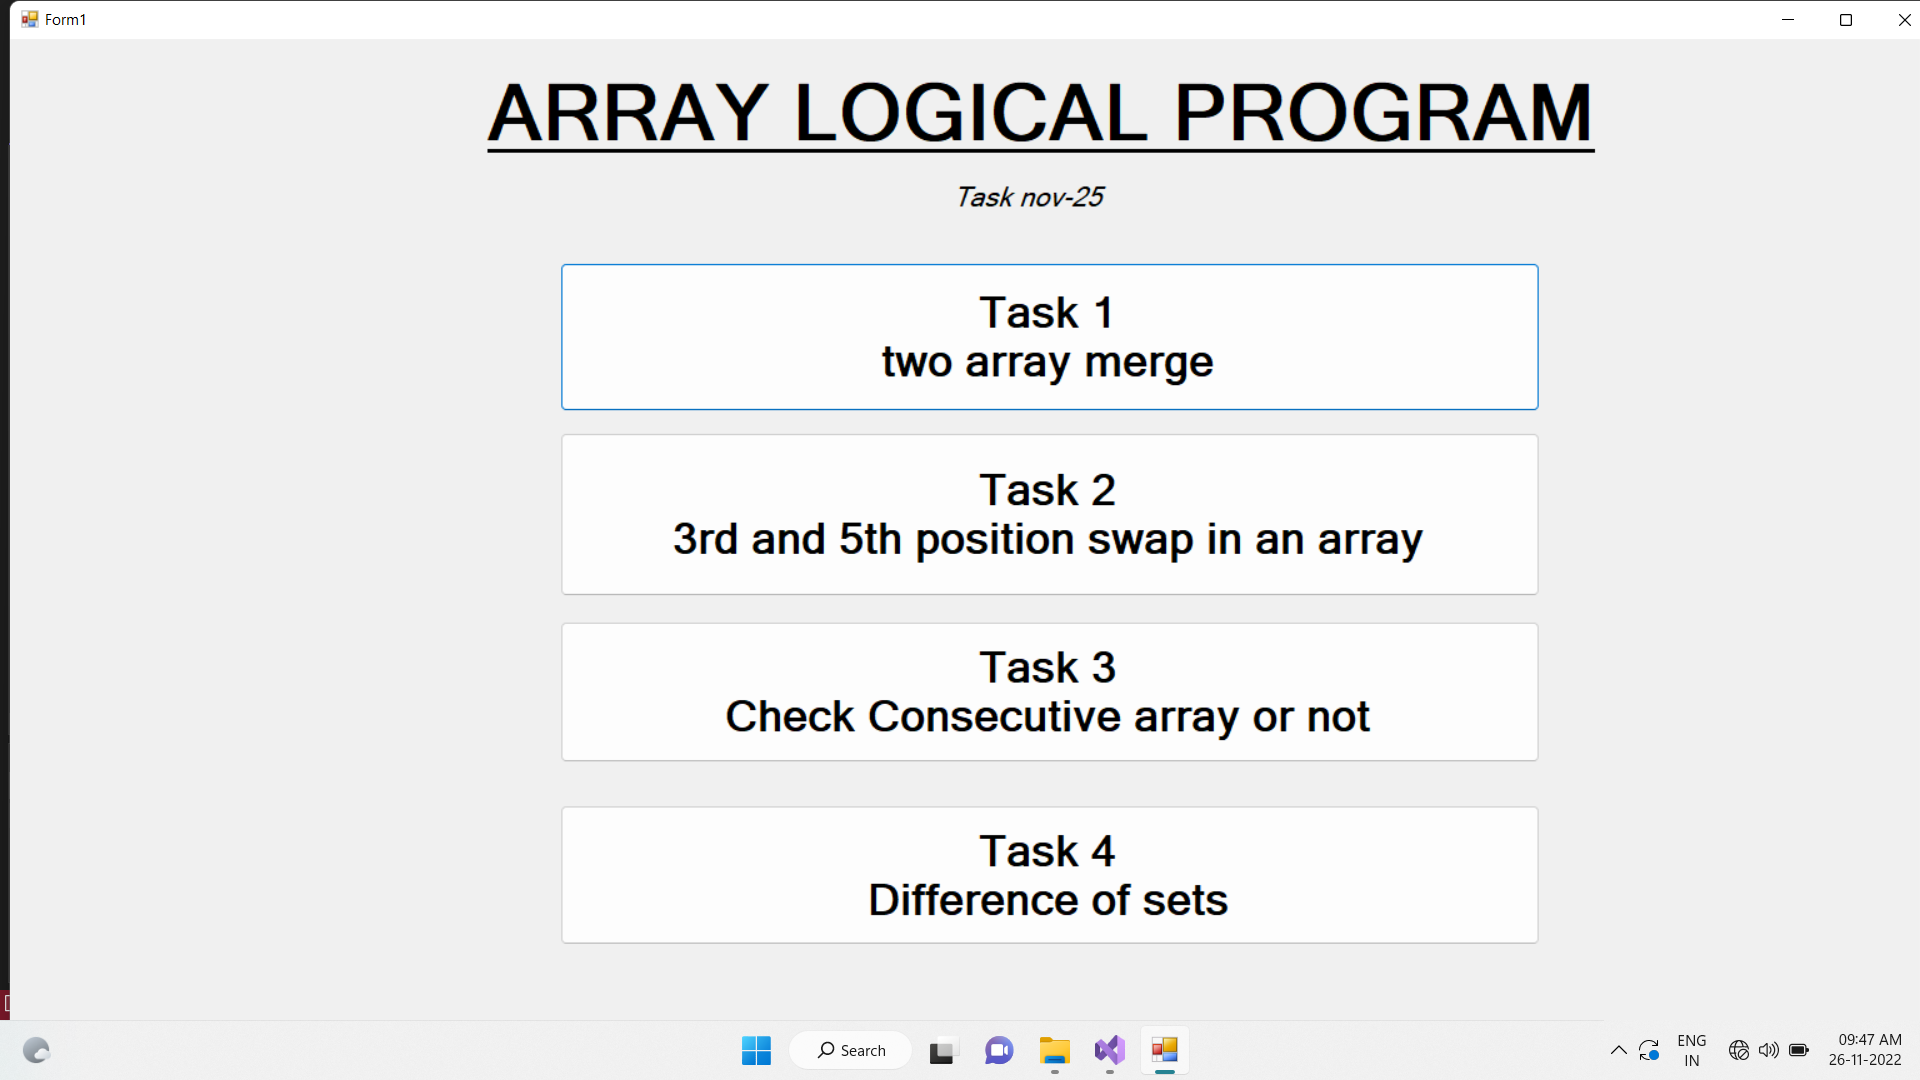 Form1
ARRAY LOGICAL PROGRAM
Task nov-25
Task 1
two array merge
Task 2
3rd and 5th position swap in an array
Task 3
Check Consecutive array or not
Task 4
Difference of sets
Search
ENG
IN
09:47 AM
26-11-2022